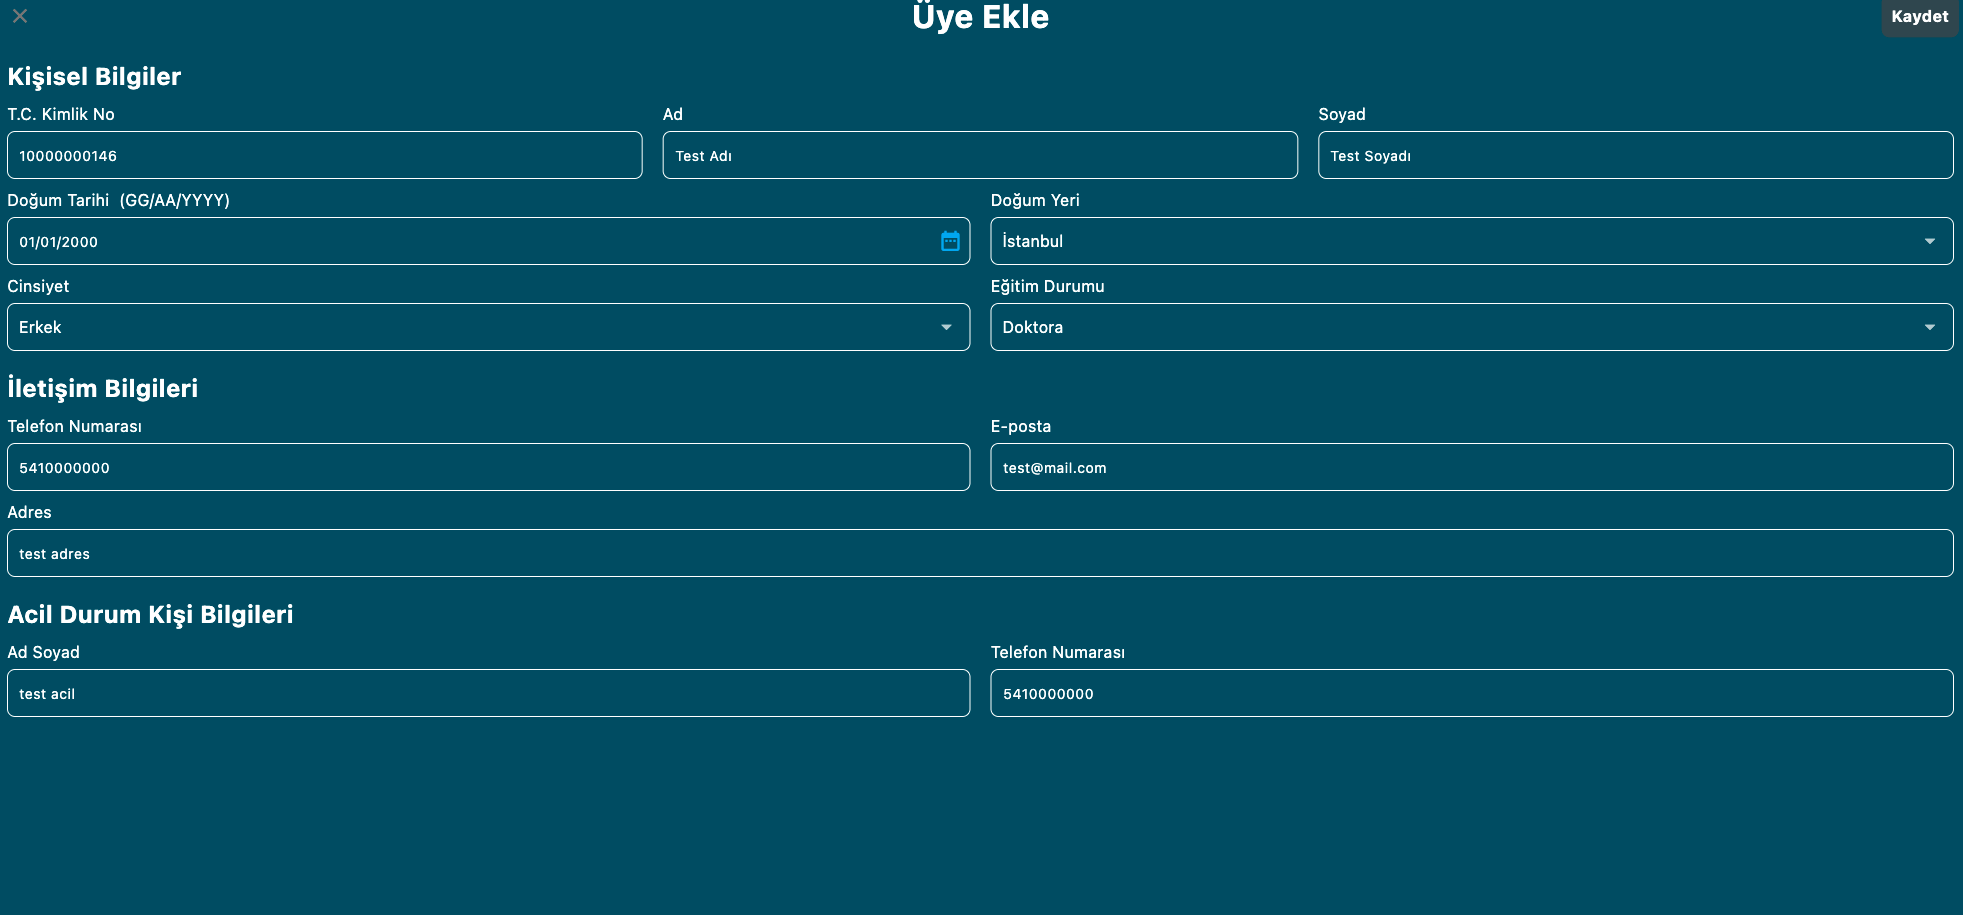 Üye Ekle
Kaydet
Kişisel Bilgiler
T.C. Kimlik No
10000000146
Ad
Test Adı
Soyad
Test Soyadı
Doğum Tarihi (GG/AA/YYYY)
01/01/2000
Doğum Yeri
İstanbul
Cinsiyet
Erkek
Eğitim Durumu
Doktora
İletişim Bilgileri
Telefon Numarası
5410000000
E-posta
test@mail.com
Adres
test adres
Acil Durum Kişi Bilgileri
Ad Soyad
test acil
Telefon Numarası
5410000000